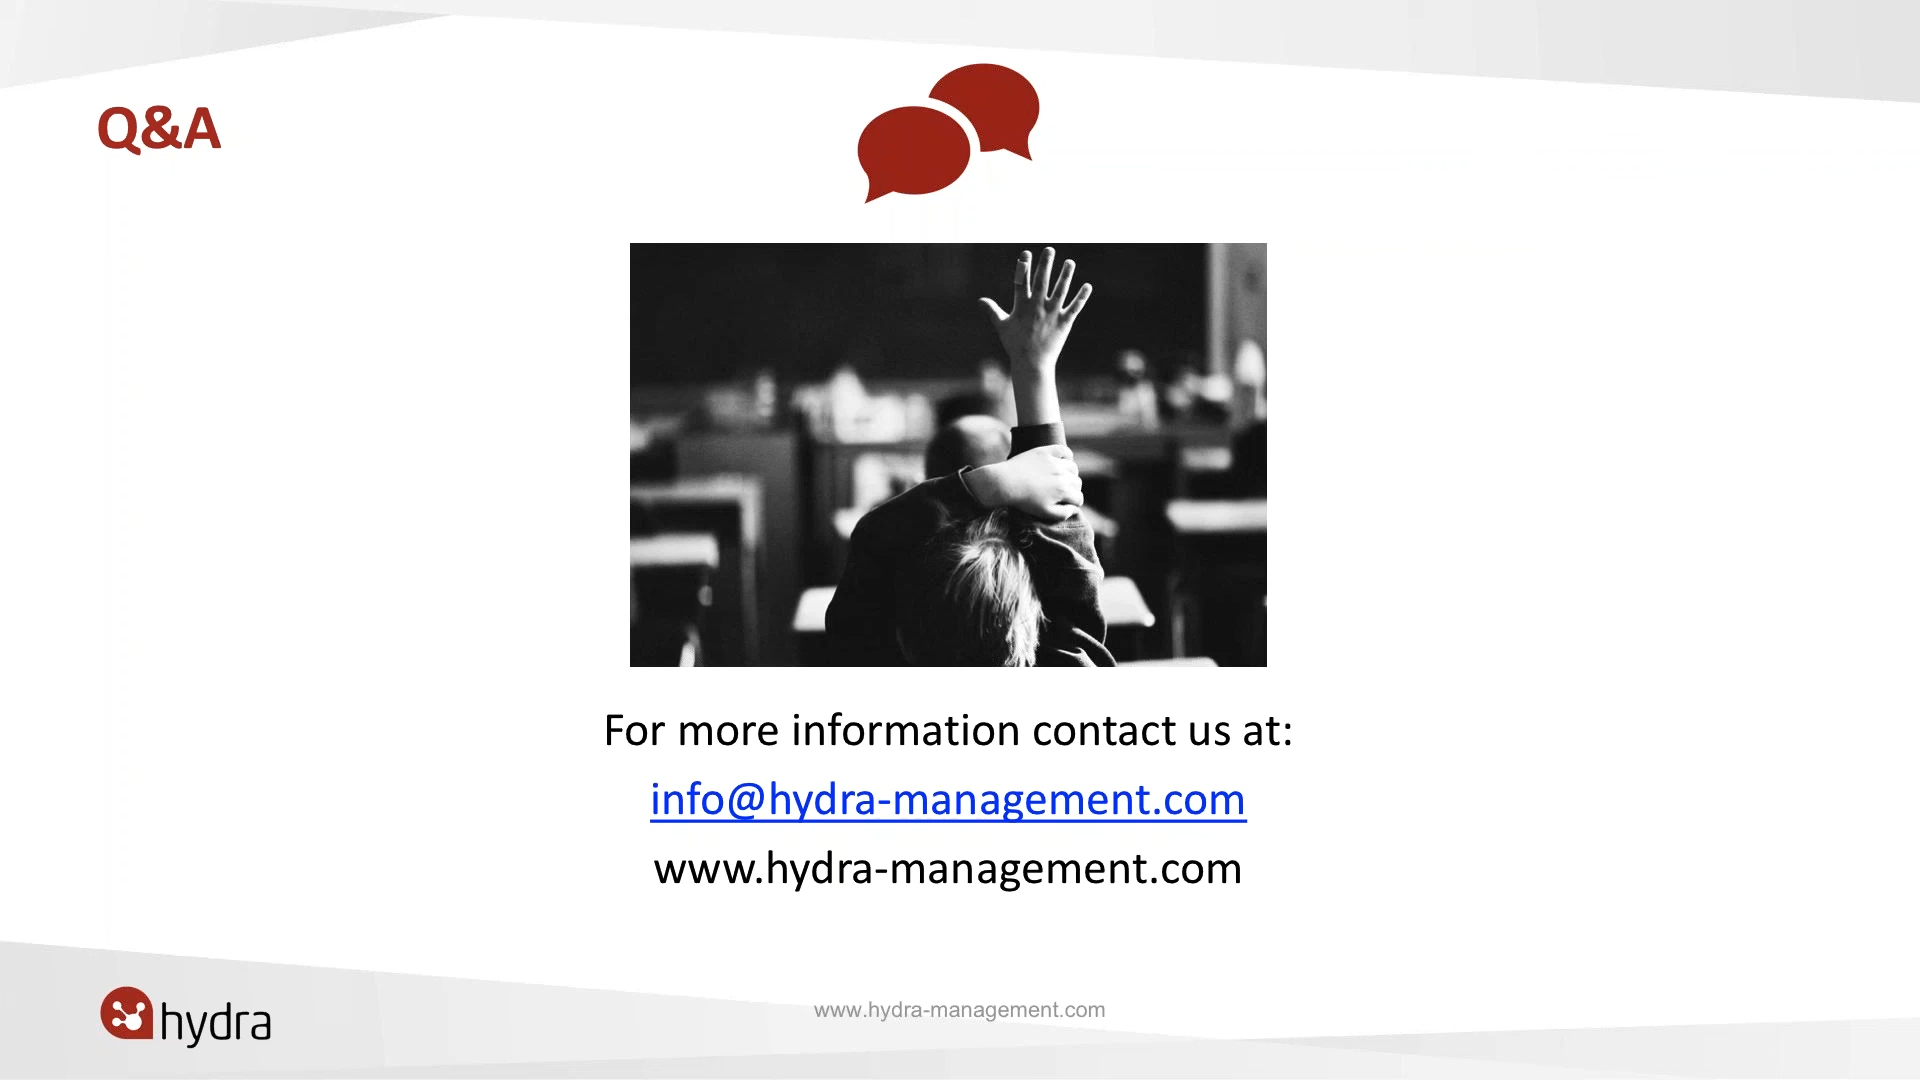 Q&A
For more information contact us at:
info@hydra-management.com
www.hydra-management.com
hydra
www.hydra-management.com